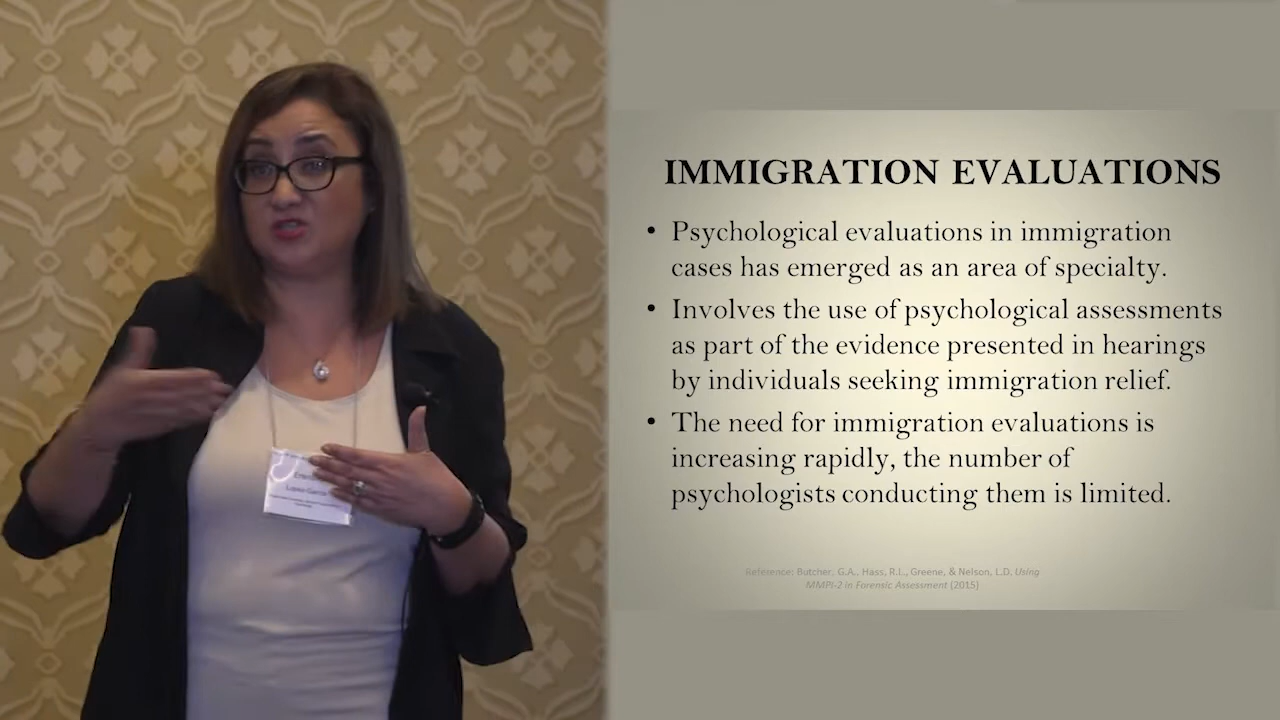 IMMIGRATION EVALUATIONS
• Psychological evaluations in immigration
cases has emerged as an area of specialty.
• Involves the use of psychological assessments
as part of the evidence presented in hearings
by individuals seeking immigration relief.
• The need for immigration evaluations is
increasing rapidly, the number of
psychologists conducting them is limited.
Reference: Butcher, G.A., Hass, R.L., Greene, & Nelson, L.D. Using
MMPI-2 in Forensic Assessment (2015)